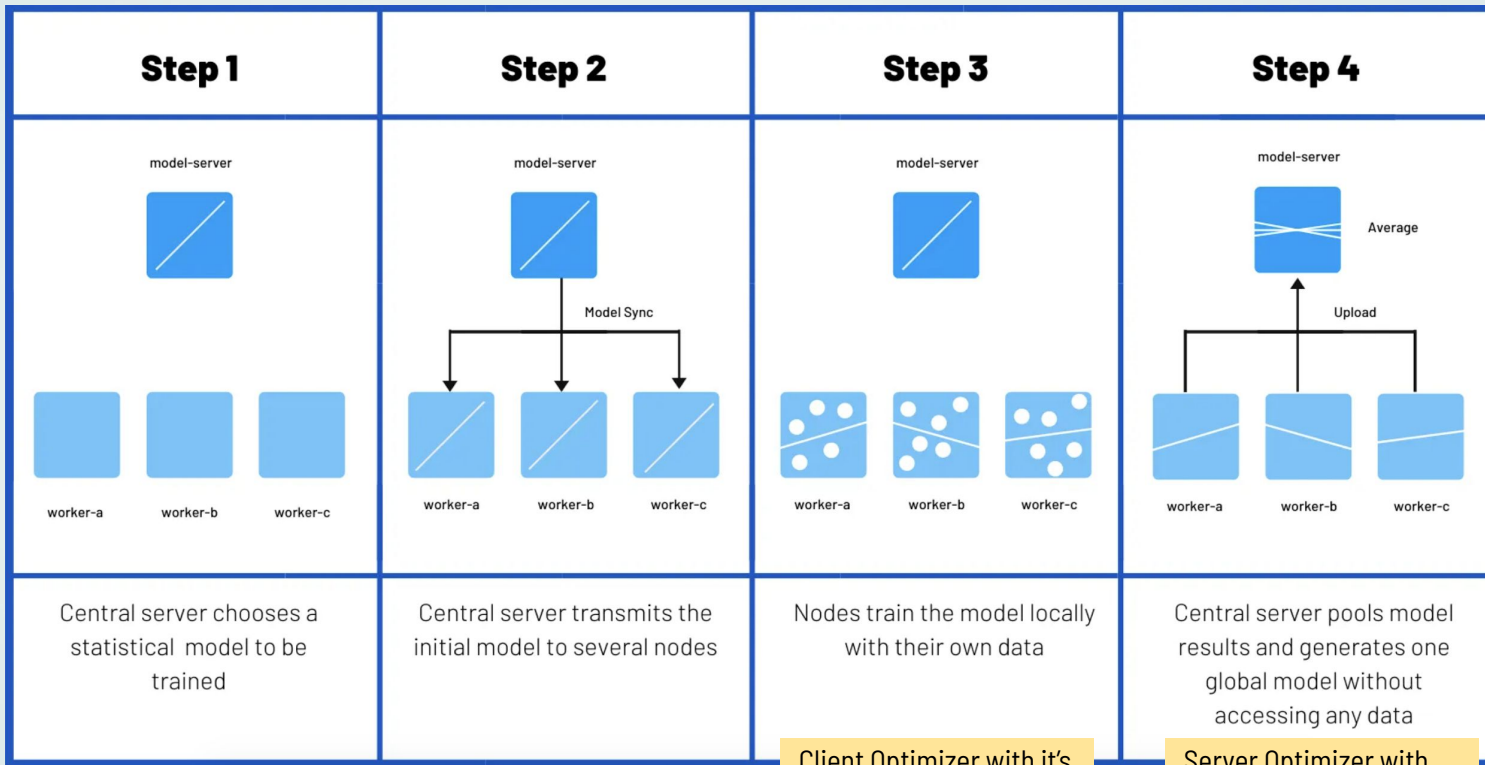 Step 1
Step 2
Step 3
Step 4
model-server
worker-a
worker-b
worker-c
model-server
Model Sync
worker-a
worker-b
worker-c
model-server
worker-a
worker-b
worker-c
model-server
Average
Upload
worker-a
worker-b
worker-c
Central server chooses a
statistical model to be
trained
Central server transmits the
initial model to several nodes
Nodes train the model locally
with their own data
Central server pools model
results and generates one
global model without
accessing any data
Client Optimizer with it's
Server Optimizer with